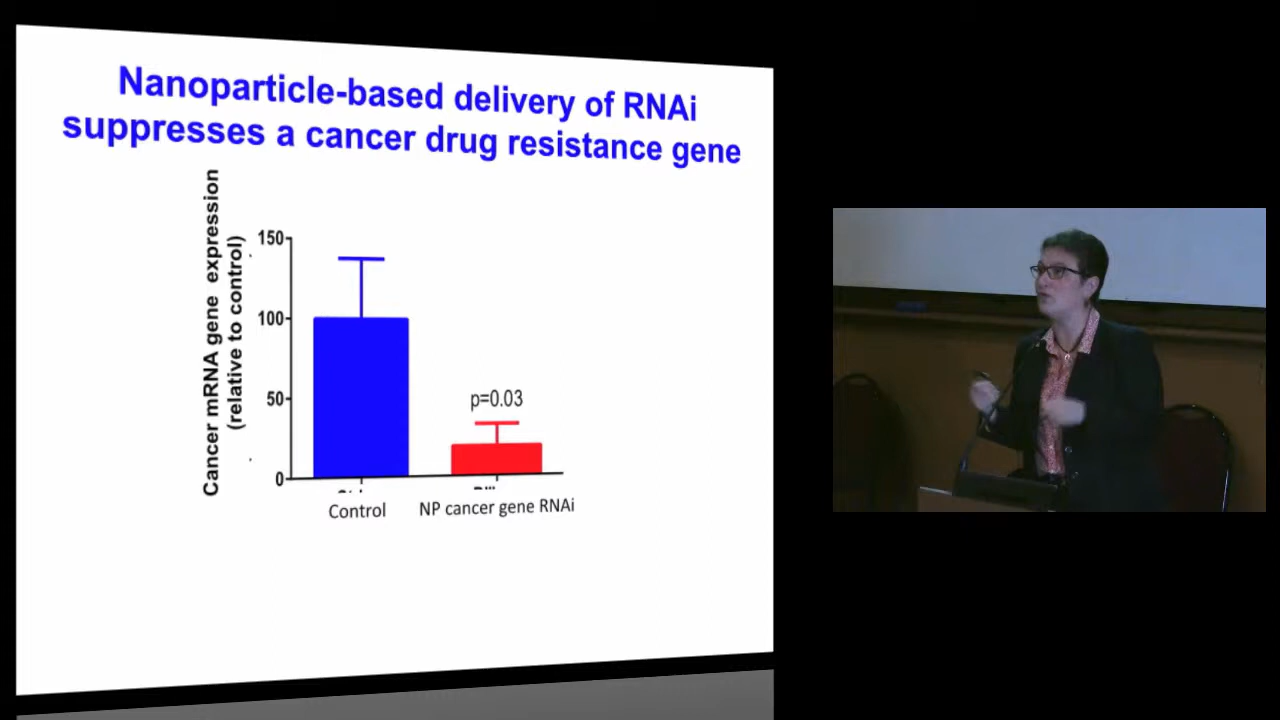 Nanoparticle-based delivery of RNAi
suppresses a cancer drug resistance gene
Cancer mRNA gene expression
(relative to control)
150
100
50
0
p=0.03
Control
NP cancer gene RNAi